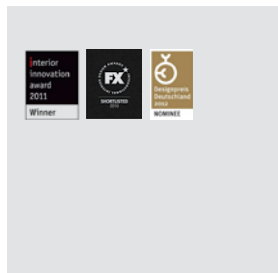 interior
innovation
award
2011
Winner
FX
SHORTLISTED
Designpreis
Deutschland
2012
NOMINEE